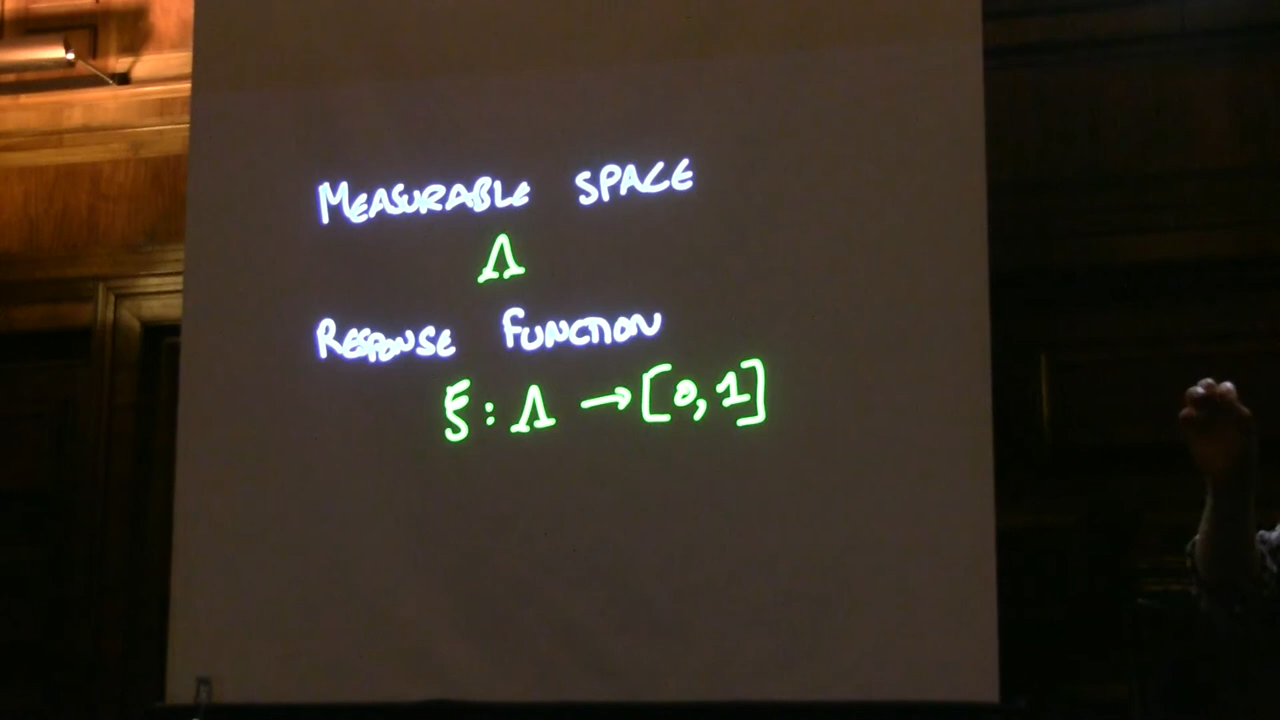 MEASURABLE SPACE
Λ
RESPONSE FUNCTION
ξ : Λ → [0,1]